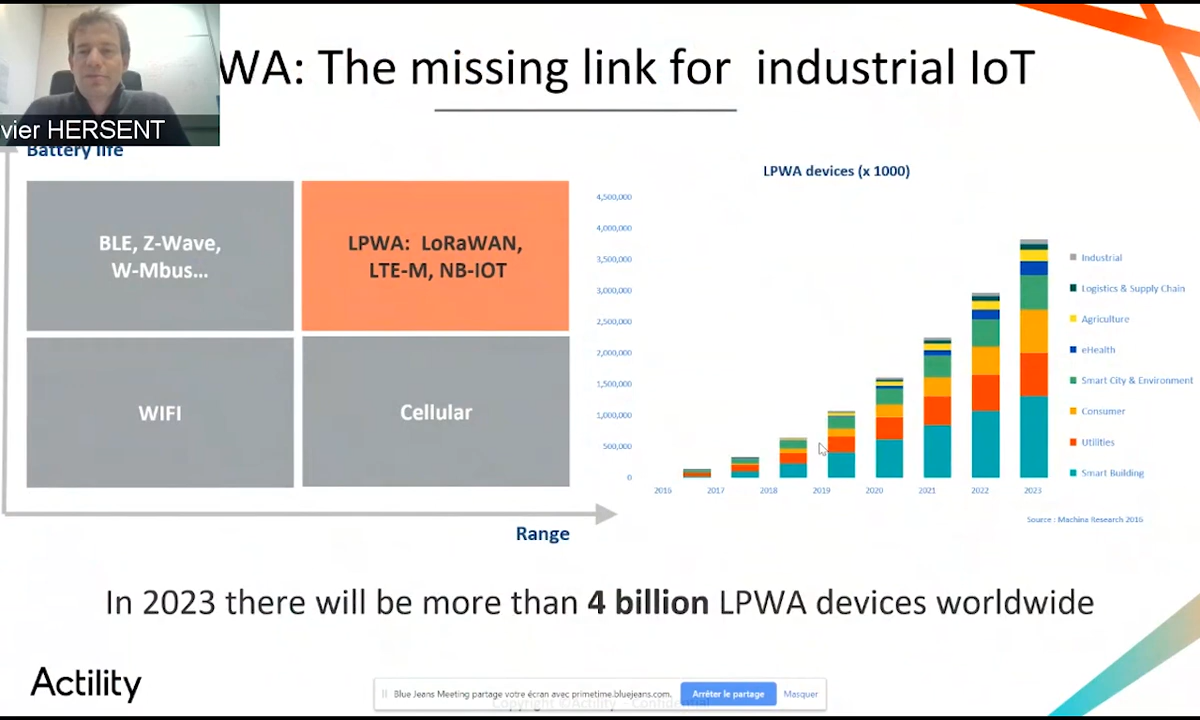 WA: The missing link for industrial IoT
vier HERSENT
Battery life
BLE, Z-Wave,
W-Mbus...
LPWA: LoRaWAN,
LTE-M, NB-IOT
WIFI
Cellular
Range
LPWA devices (x 1000)
4,500,000
4,000,000
3,500,000
3,000,000
2,500,000
2,000,000
1,500,000
1,000,000
500,000
0
2016 2017 2018 2019 2020 2021 2022 2023
Industrial
Logistics & Supply Chain
Agriculture
eHealth
Smart City & Environment
Consumer
Utilities
Smart Building
Source : Machina Research 2016
In 2023 there will be more than 4 billion LPWA devices worldwide
Actility
Blue Jeans Meeting partage votre écran avec primetime.bluejeans.com.
Arrêter le partage
Masquer
Copyright ©Actility - Confidential